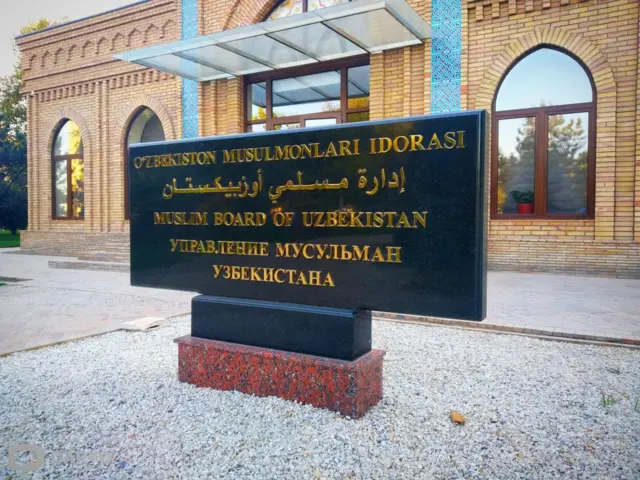 O'ZBEKISTON MUSULMONLARI IDORASI
إدارة مسلمي أوزبيكستان
MUSLIM BOARD OF UZBEKISTAN
УПРАВЛЕНИЕ МУСУЛЬМАН
УЗБЕКИСТАНА